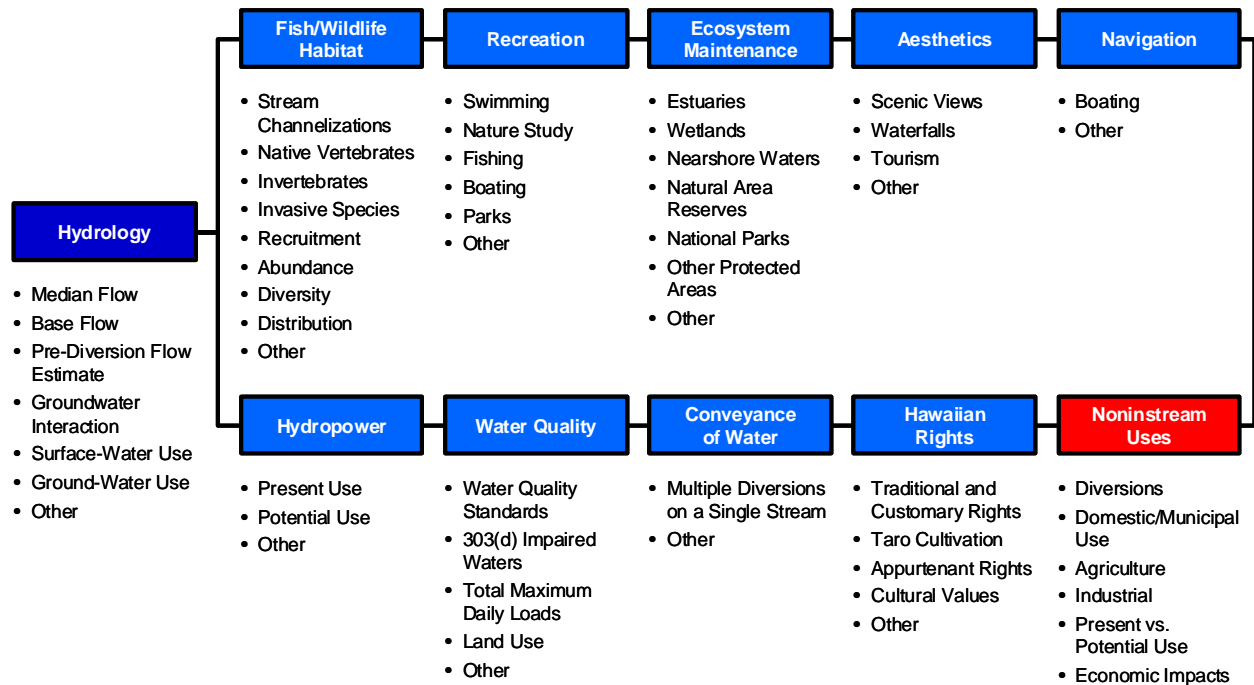 Hydrology
• Median Flow
• Base Flow
• Pre-Diversion Flow
Estimate
• Groundwater
Interaction
• Surface-Water Use
• Ground-Water Use
• Other
Fish/Wildlife
Habitat
• Stream
Channelizations
• Native Vertebrates
• Invertebrates
• Invasive Species
• Recruitment
• Abundance
• Diversity
• Distribution
• Other
Recreation
• Swimming
• Nature Study
• Fishing
• Boating
• Parks
• Other
Ecosystem
Maintenance
• Estuaries
• Wetlands
• Nearshore Waters
• Natural Area
Reserves
• National Parks
• Other Protected
Areas
• Other
Aesthetics
• Scenic Views
• Waterfalls
• Tourism
• Other
Navigation
• Boating
• Other
Hydropower
• Present Use
• Potential Use
• Other
Water Quality
• Water Quality
Standards
• 303(d) Impaired
Waters
• Total Maximum
Daily Loads
• Land Use
• Other
Conveyance
of Water
• Multiple Diversions
on a Single Stream
• Other
Hawaiian
Rights
• Traditional and
Customary Rights
• Taro Cultivation
• Appurtenant Rights
• Cultural Values
• Other
Noninstream
Uses
• Diversions
• Domestic/Municipal
Use
• Agriculture
• Industrial
• Present vs.
Potential Use
• Economic Impacts